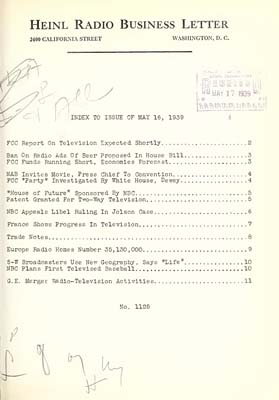 HEINL RADIO BUSINESS LETTER
2400 CALIFORNIA STREET WASHINGTON, D. C.
MAY 17 1939
INDEX TO ISSUE OF MAY 16, 1939
FCC Report On Television Expected Shortly.....2
Ban On Radio Ads Of Beer Proposed In House Bill.....3
FCC Funds Running Short, Economies Forecast.....3
NAB Invites Movie, Press Chief To Convention.....4
FCC "Party" Investigated By White House, Dewey.....4
"House of Future" Sponsored By NBC.....5
Patent Granted For Two-Way Television.....5
NBC Appeals Libel Ruling In Jolson Case.....6
France Shows Progress In Television.....7
Trade Notes.....8
Europe Radio Homes Number 35,130,000.....9
S-W Broadcasters Use New Geography, Says "Life".....10
NBC Plans First Televised Baseball.....10
G.E. Merges Radio-Television Activities.....11
No. 1126